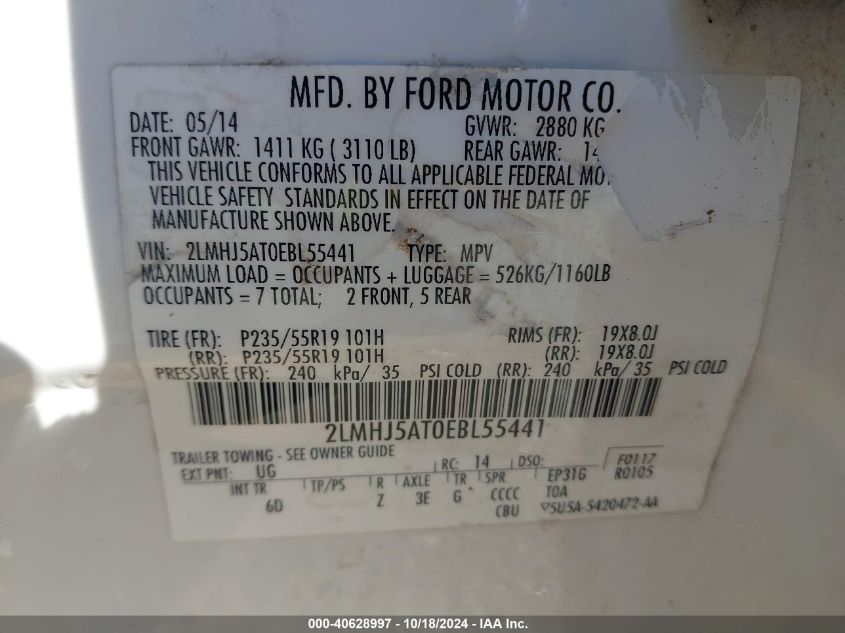 MFD. BY FORD MOTOR CO.
DATE: 05/14 GVWR: 2880 KG
FRONT GAWR: 1411 KG ( 3110 LB) REAR GAWR: 14
THIS VEHICLE CONFORMS TO ALL APPLICABLE FEDERAL MO
VEHICLE SAFETY STANDARDS IN EFFECT ON THE DATE OF
MANUFACTURE SHOWN ABOVE.
VIN: 2LMHJ5AT0EBL55441 TYPE: MPV
MAXIMUM LOAD = OCCUPANTS + LUGGAGE = 526KG/1160LB
OCCUPANTS = 7 TOTAL; 2 FRONT, 5 REAR
TIRE (FR): P235/55R19 101H RIMS (FR): 19X8.0J
(RR): P235/55R19 101H (RR): 19X8.0J
PRESSURE (FR): 240 kPa/ 35 PSI COLD (RR): 240 kPa/ 35 PSI COLD
2LMHJ5AT0EBL55441
TRAILER TOWING - SEE OWNER GUIDE
EXT PNT: UG RC: 14 DSO: F0117
EP31G R0105
INT TR TP/PS R AXLE TR SPR TOA
6D Z 3E G CCCC
CBU 5U5A-5420472-AA
000-40628997 - 10/18/2024 - IAA Inc.